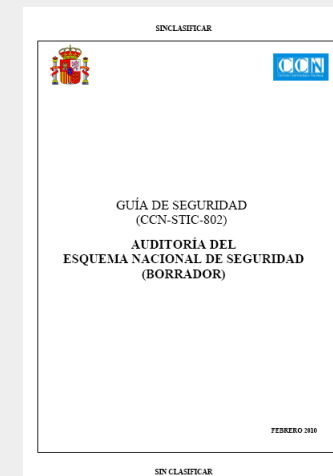 SINCLASIFICAR
CCN
GUÍA DE SEGURIDAD
(CCN-STIC-802)
AUDITORÍA DEL
ESQUEMA NACIONAL DE SEGURIDAD
(BORRADOR)
FEBRERO 2010
SIN CLASIFICAR